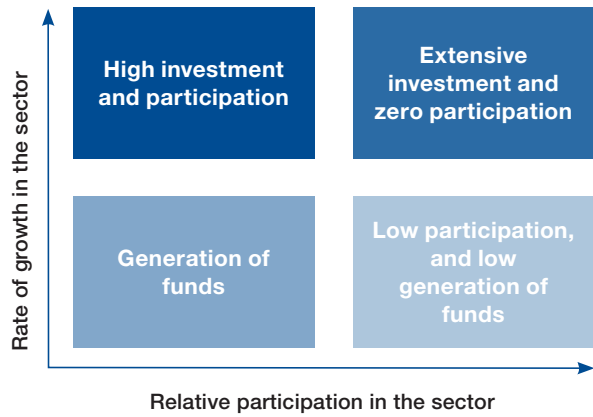 Rate of growth in the sector
High investment
and participation
Extensive
investment and
zero participation
Generation of
funds
Low participation,
and low
generation of
funds
Relative participation in the sector